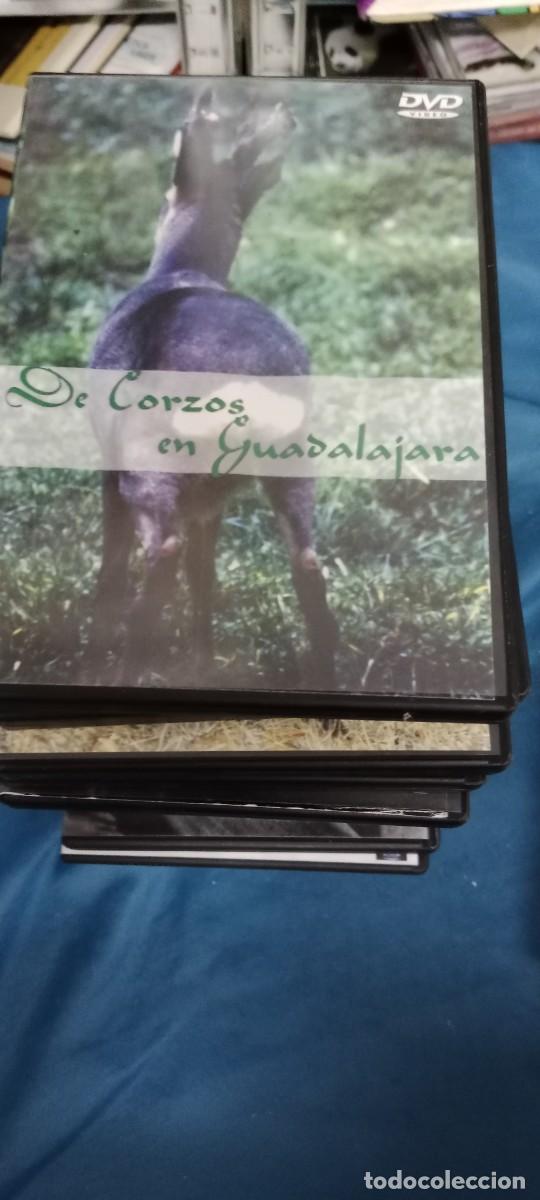 DVD
VIDEO
De Corzos
en Guadalajara
todocoleccion